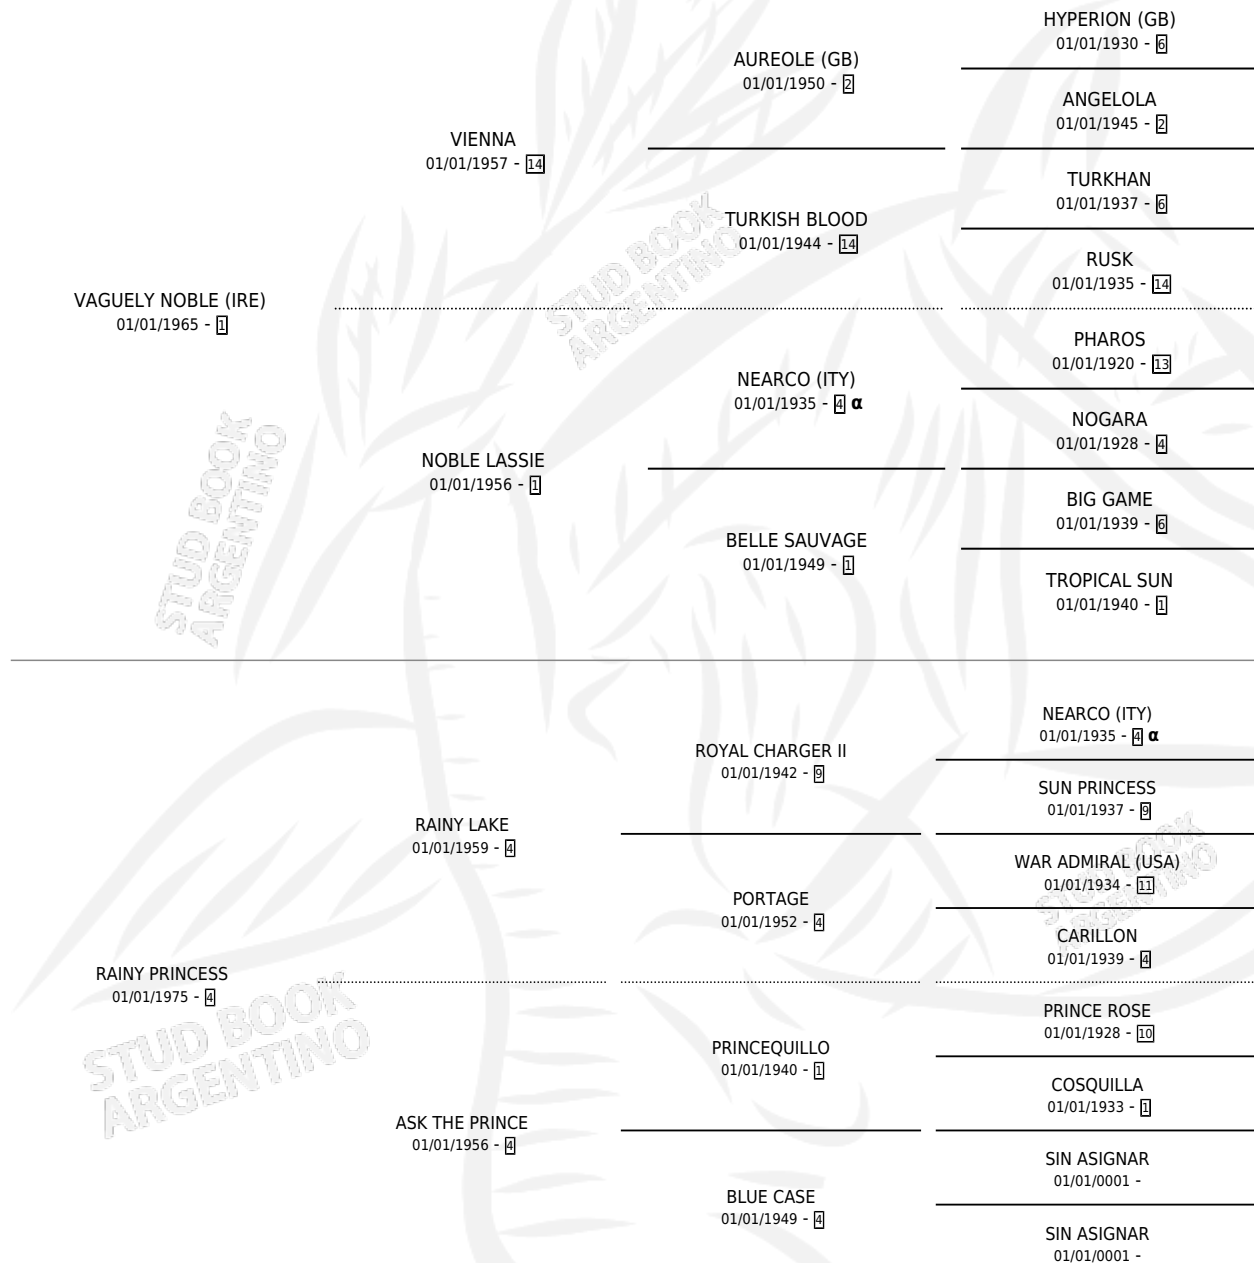 HYPERION (GB)
01/01/1930 - 6
AUREOLE (GB)
01/01/1950 - 2
ANGELOLA
01/01/1945 - 2
VIENNA
01/01/1957 - 14
TURKHAN
01/01/1937 - 6
TURKISH BLOOD
01/01/1944 - 14
RUSK
01/01/1935 - 14
VAGUELY NOBLE (IRE)
01/01/1965 - 1
STUD BOOK
ARGENTINO
PHAROS
01/01/1920 - 13
NEARCO (ITY)
01/01/1935 - 4 α
NOGARA
01/01/1928 - 4
NOBLE LASSIE
01/01/1956 - 1
BIG GAME
01/01/1939 - 6
BELLE SAUVAGE
01/01/1949 - 1
TROPICAL SUN
01/01/1940 - 1
STUD BOOK
ARGENTINO
NEARCO (ITY)
01/01/1935 - 4 α
ROYAL CHARGER II
01/01/1942 - 9
SUN PRINCESS
01/01/1937 - 9
RAINY LAKE
01/01/1959 - 4
WAR ADMIRAL (USA)
01/01/1934 - 11
PORTAGE
01/01/1952 - 4
CARILLON
01/01/1939 - 4
STUD BOOK
ARGENTINO
RAINY PRINCESS
01/01/1975 - 4
PRINCE ROSE
01/01/1928 - 10
PRINCEQUILLO
01/01/1940 - 1
COSQUILLA
01/01/1933 - 1
STUD BOOK
ARGENTINO
ASK THE PRINCE
01/01/1956 - 4
SIN ASIGNAR
01/01/0001 -
BLUE CASE
01/01/1949 - 4
SIN ASIGNAR
01/01/0001 -